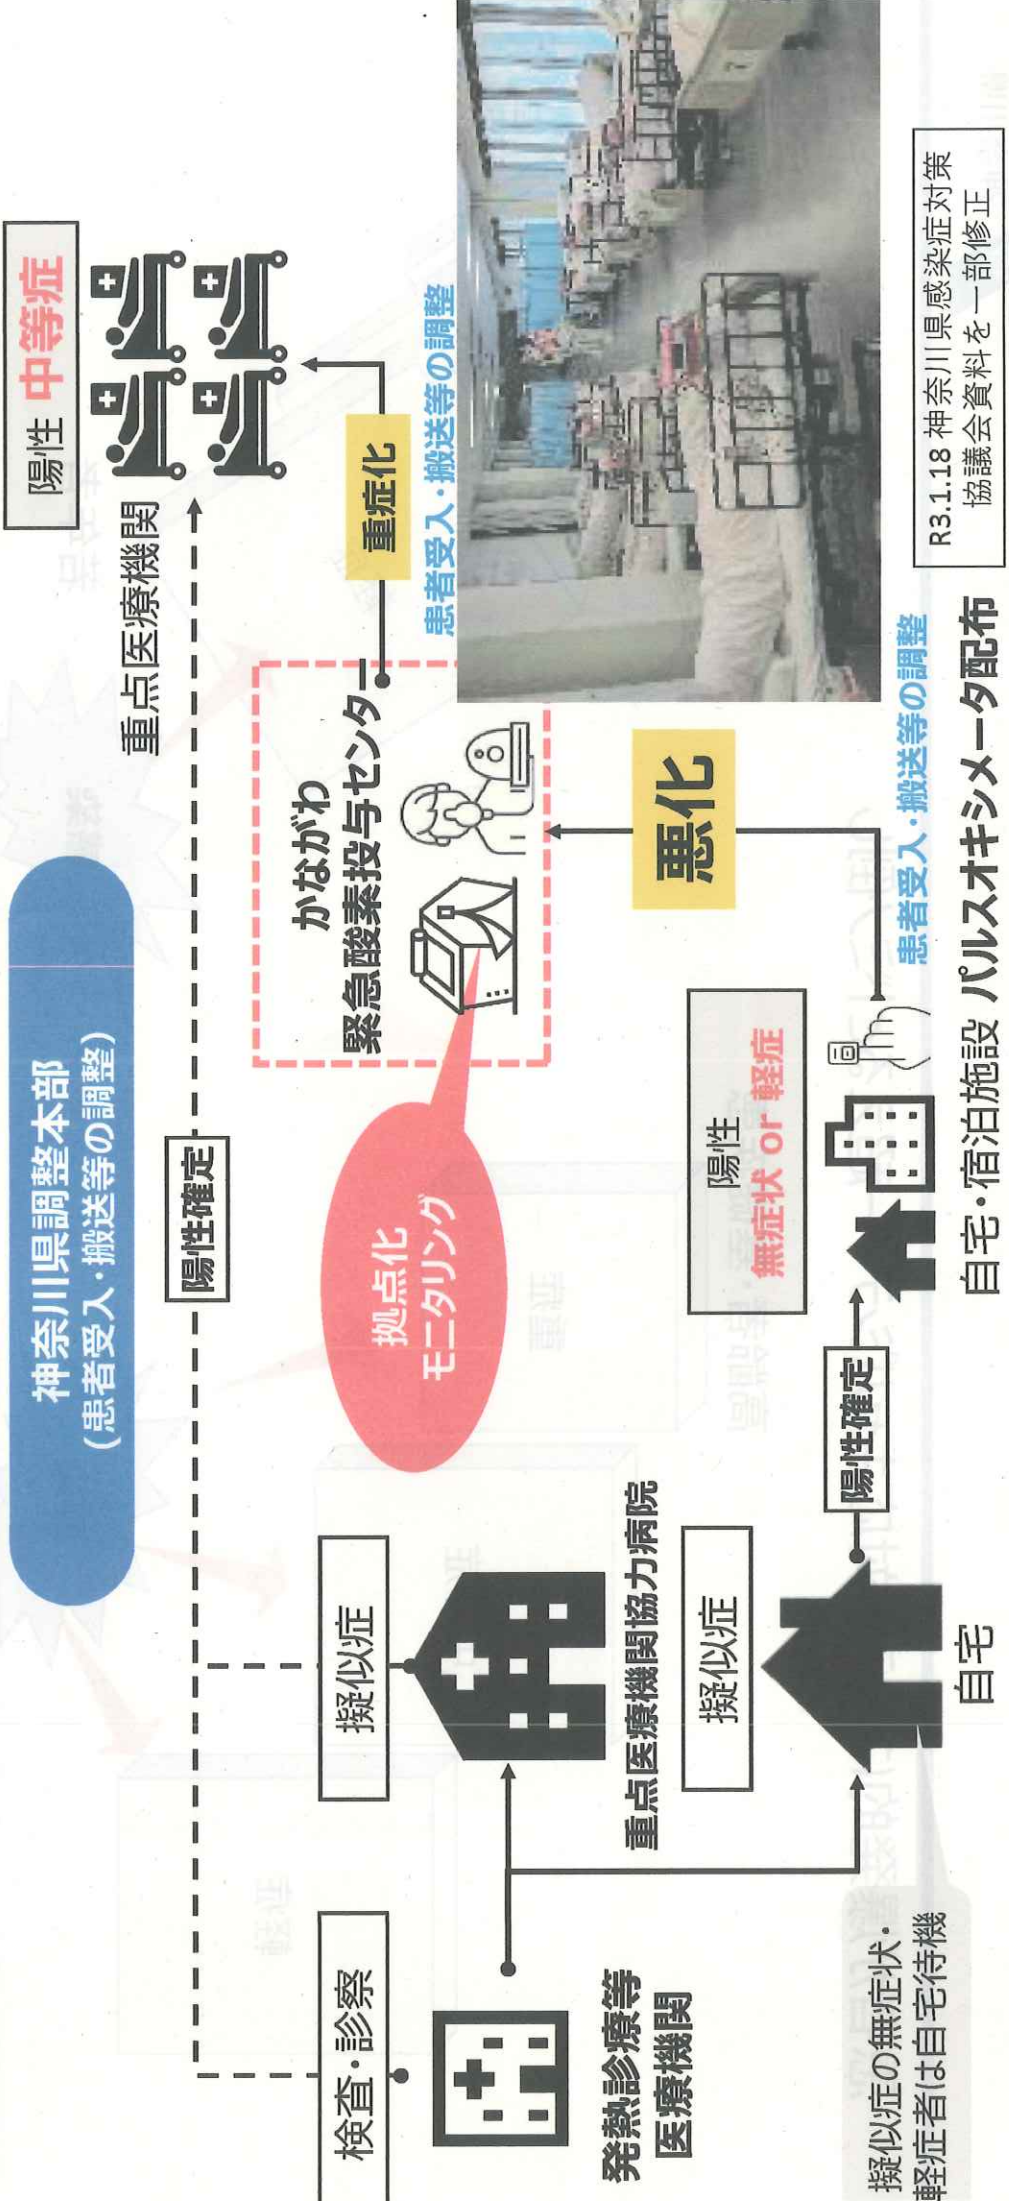 神奈川県調整本部
(患者受入・搬送等の調整)
陽性 中等症
重点医療機関
陽性確定
検査・診察
発熱診療等
医療機関
擬似症
重点医療機関協力病院
拠点化
モニタリング
かながわ
緊急酸素投与センター
重症化
患者受入・搬送等の調整
悪化
擬似症
自宅
擬似症の無症状・
軽症者は自宅待機
陽性確定
陽性
無症状 or 軽症
患者受入・搬送等の調整
自宅・宿泊施設 パルスオキシメータ配布
R3.1.18 神奈川県感染症対策
協議会資料を一部修正